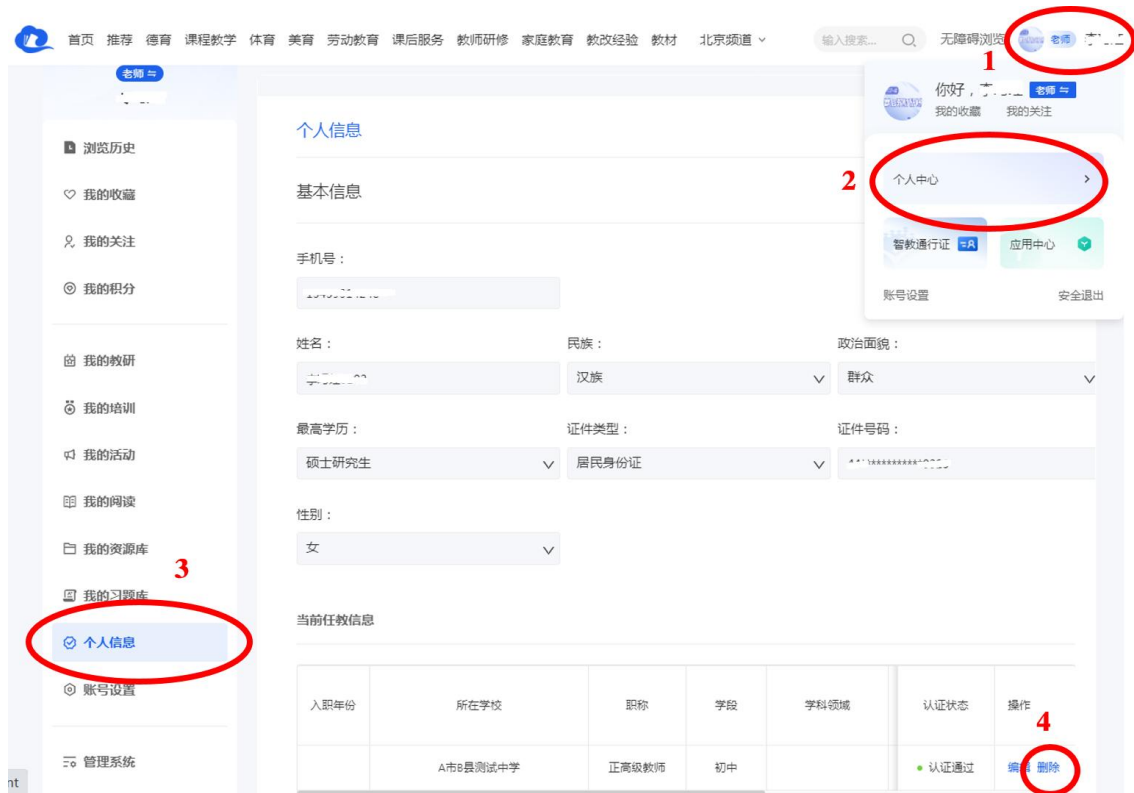 首页 推荐 德育 课程教学 体育 美育 劳动教育 课后服务 教师研修 家庭教育 教改经验 教材 北京频道 输入搜索... 无障碍浏览 老师
1
老师
你好，李 老师
我的收藏 我的关注
2
个人中心
智教通行证 应用中心
账号设置 安全退出
浏览历史
我的收藏
我的关注
我的积分
我的教研
我的培训
我的活动
我的阅读
我的资源库
3
我的习题库
个人信息
账号设置
管理系统
nt
个人信息
基本信息
手机号：
姓名： 民族： 政治面貌：
汉族 群众
最高学历： 证件类型： 证件号码：
硕士研究生 居民身份证
性别：
女
当前任教信息
入职年份 所在学校 职称 学段 学科领域 认证状态 操作
4
A市B县测试中学 正高级教师 初中 认证通过 编辑 删除